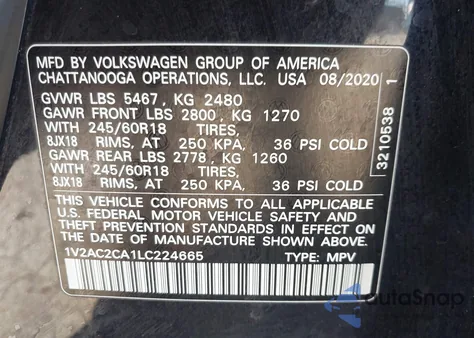 MFD BY VOLKSWAGEN GROUP OF AMERICA
CHATTANOOGA OPERATIONS, LLC. USA 08/2020
GVWR LBS 5467, KG 2480
GAWR FRONT LBS 2800, KG 1270
WITH 245/60R18 TIRES,
8JX18 RIMS, AT 250 KPA, 36 PSI COLD
GAWR REAR LBS 2778, KG 1260
WITH 245/60R18 TIRES,
8JX18 RIMS, AT 250 KPA, 36 PSI COLD
THIS VEHICLE CONFORMS TO ALL APPLICABLE
U.S. FEDERAL MOTOR VEHICLE SAFETY AND
THEFT PREVENTION STANDARDS IN EFFECT ON
THE DATE OF MANUFACTURE SHOWN ABOVE.
1V2AC2CA1LC224665 TYPE: MPV
1
3210538
AutoSnap